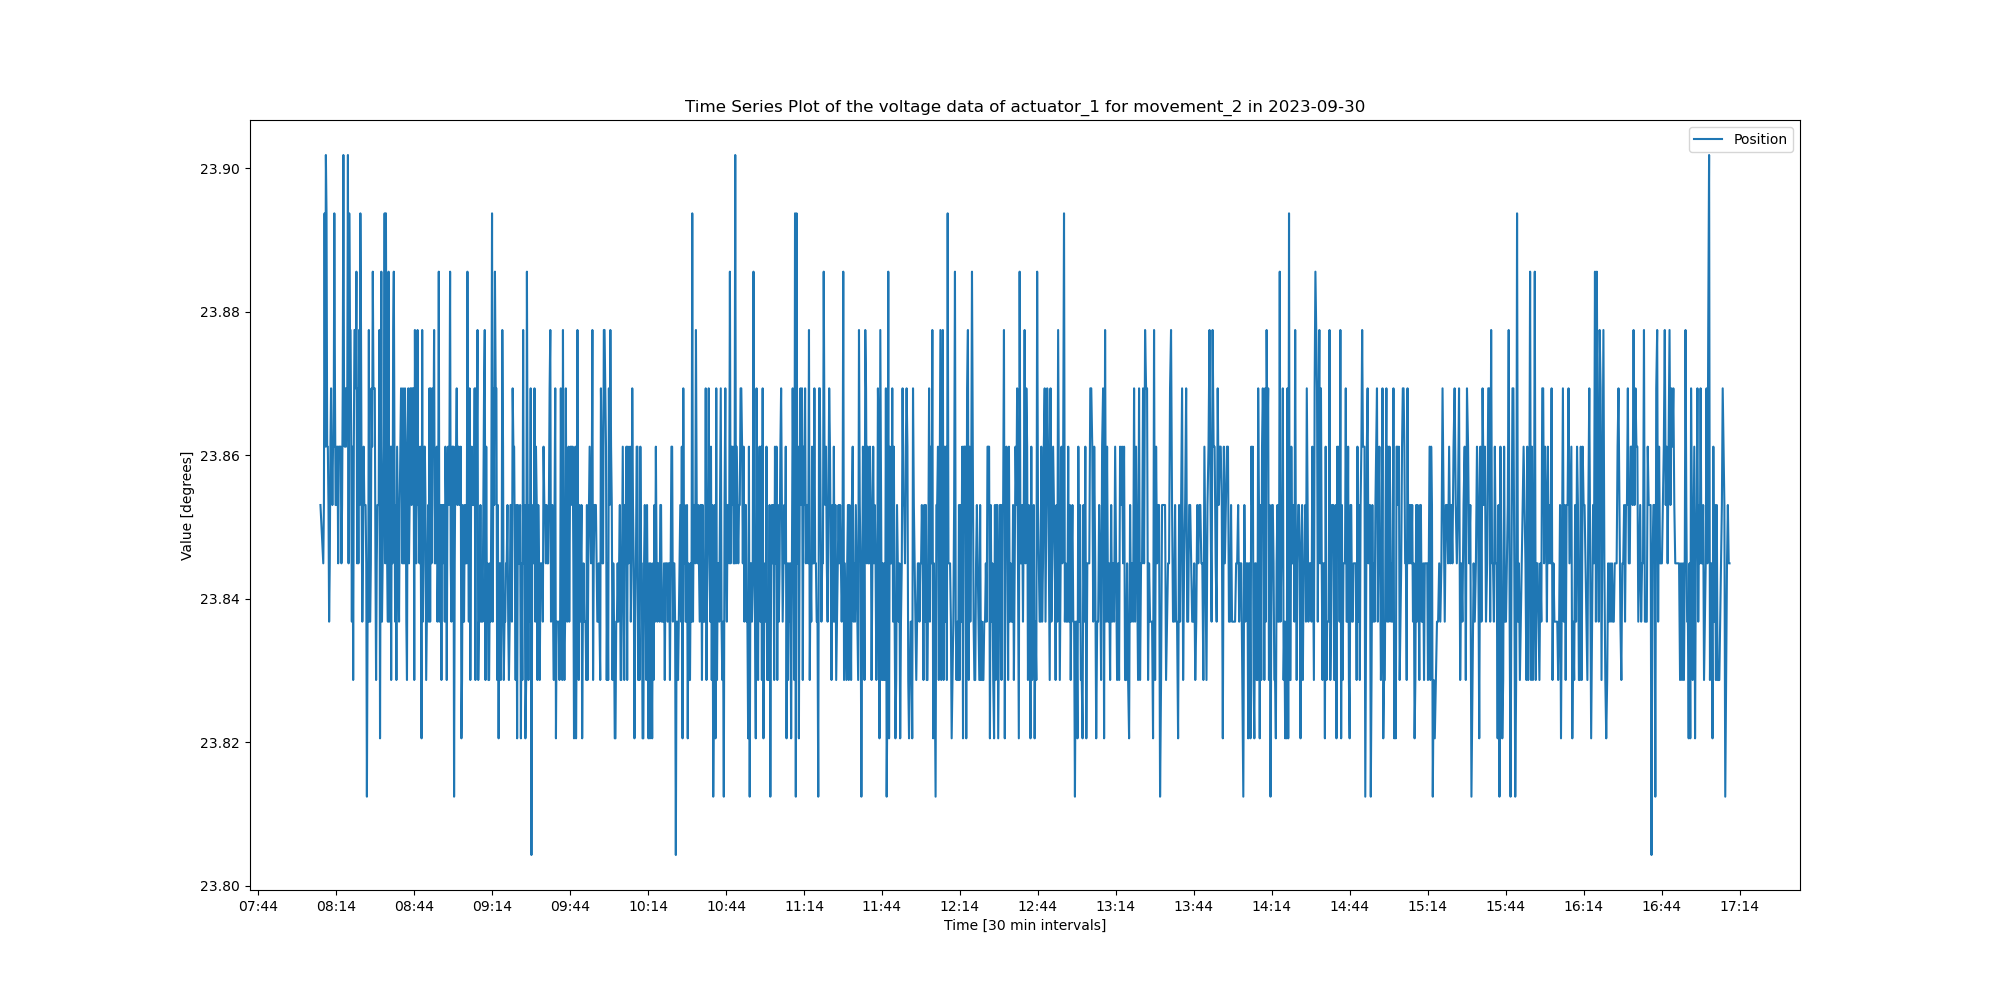 Time Series Plot of the voltage data of actuator_1 for movement_2 in 2023-09-30
Position
23.90
23.88
23.86
23.84
23.82
23.80
Value [degrees]
07:44 08:14 08:44 09:14 09:44 10:14 10:44 11:14 11:44 12:14 12:44 13:14 13:44 14:14 14:44 15:14 15:44 16:14 16:44 17:14
Time [30 min intervals]